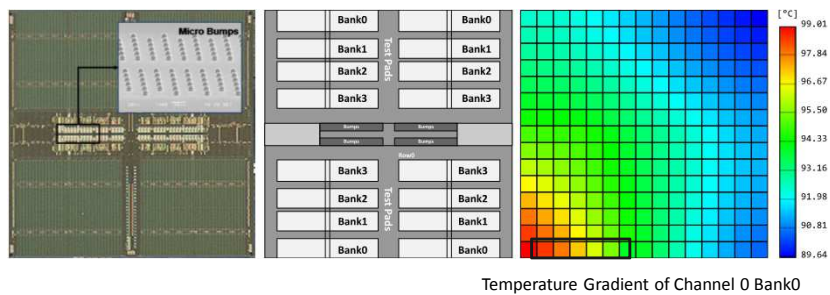 Micro Bumps
Bank0 Bank0
Bank1 Bank1
Test Pads
Bank2 Bank2
Bank3 Bank3
Bumps Bumps
Bumps Bumps
Row0
Bank3 Bank3
Bank2 Bank2
Test Pads
Bank1 Bank1
Bank0 Bank0
[°C]
99.01
97.84
96.67
95.50
94.33
93.16
91.98
90.81
89.64
Temperature Gradient of Channel 0 Bank0